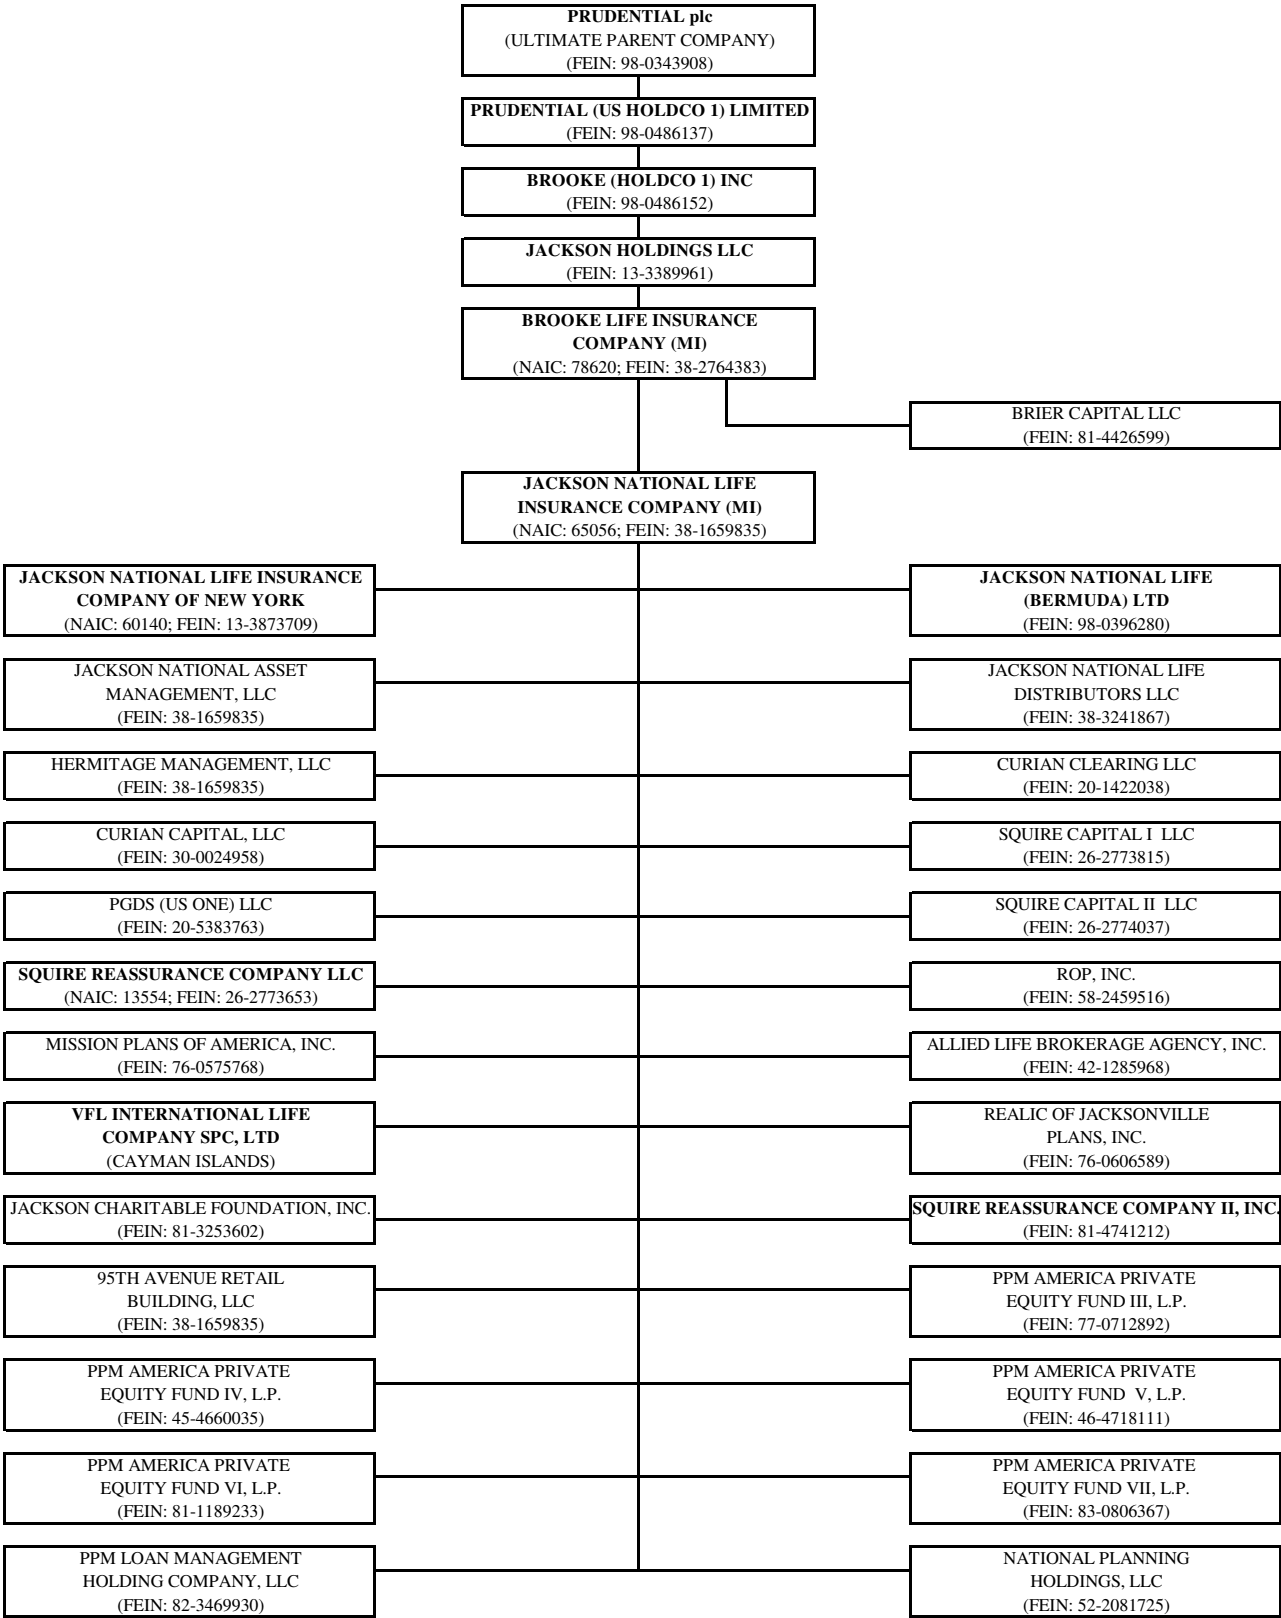 PRUDENTIAL plc
(ULTIMATE PARENT COMPANY)
(FEIN: 98-0343908)
PRUDENTIAL (US HOLDCO 1) LIMITED
(FEIN: 98-0486137)
BROOKE (HOLDCO 1) INC
(FEIN: 98-0486152)
JACKSON HOLDINGS LLC
(FEIN: 13-3389961)
BROOKE LIFE INSURANCE
COMPANY (MI)
(NAIC: 78620; FEIN: 38-2764383)
BRIER CAPITAL LLC
(FEIN: 81-4426599)
JACKSON NATIONAL LIFE
INSURANCE COMPANY (MI)
(NAIC: 65056; FEIN: 38-1659835)
JACKSON NATIONAL LIFE INSURANCE
COMPANY OF NEW YORK
(NAIC: 60140; FEIN: 13-3873709)
JACKSON NATIONAL LIFE
(BERMUDA) LTD
(FEIN: 98-0396280)
JACKSON NATIONAL ASSET
MANAGEMENT, LLC
(FEIN: 38-1659835)
JACKSON NATIONAL LIFE
DISTRIBUTORS LLC
(FEIN: 38-3241867)
HERMITAGE MANAGEMENT, LLC
(FEIN: 38-1659835)
CURIAN CLEARING LLC
(FEIN: 20-1422038)
CURIAN CAPITAL, LLC
(FEIN: 30-0024958)
SQUIRE CAPITAL I LLC
(FEIN: 26-2773815)
PGDS (US ONE) LLC
(FEIN: 20-5383763)
SQUIRE CAPITAL II LLC
(FEIN: 26-2774037)
SQUIRE REASSURANCE COMPANY LLC
(NAIC: 13554; FEIN: 26-2773653)
ROP, INC.
(FEIN: 58-2459516)
MISSION PLANS OF AMERICA, INC.
(FEIN: 76-0575768)
ALLIED LIFE BROKERAGE AGENCY, INC.
(FEIN: 42-1285968)
VFL INTERNATIONAL LIFE
COMPANY SPC, LTD
(CAYMAN ISLANDS)
REALIC OF JACKSONVILLE
PLANS, INC.
(FEIN: 76-0606589)
JACKSON CHARITABLE FOUNDATION, INC.
(FEIN: 81-3253602)
SQUIRE REASSURANCE COMPANY II, INC.
(FEIN: 81-4741212)
95TH AVENUE RETAIL
BUILDING, LLC
(FEIN: 38-1659835)
PPM AMERICA PRIVATE
EQUITY FUND III, L.P.
(FEIN: 77-0712892)
PPM AMERICA PRIVATE
EQUITY FUND IV, L.P.
(FEIN: 45-4660035)
PPM AMERICA PRIVATE
EQUITY FUND V, L.P.
(FEIN: 46-4718111)
PPM AMERICA PRIVATE
EQUITY FUND VI, L.P.
(FEIN: 81-1189233)
PPM AMERICA PRIVATE
EQUITY FUND VII, L.P.
(FEIN: 83-0806367)
PPM LOAN MANAGEMENT
HOLDING COMPANY, LLC
(FEIN: 82-3469930)
NATIONAL PLANNING
HOLDINGS, LLC
(FEIN: 52-2081725)